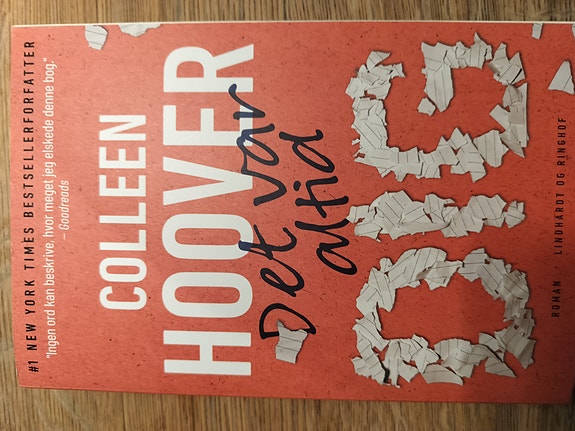 #1 NEW YORK TIMES BESTSELLERFORFATTER
"Ingen ord kan beskrive, hvor meget jeg elskede denne bog."
— Goodreads
COLLEEN
HOOVER
Det var
altid
DIG
ROMAN · LINDHARDT OG RINGHOF